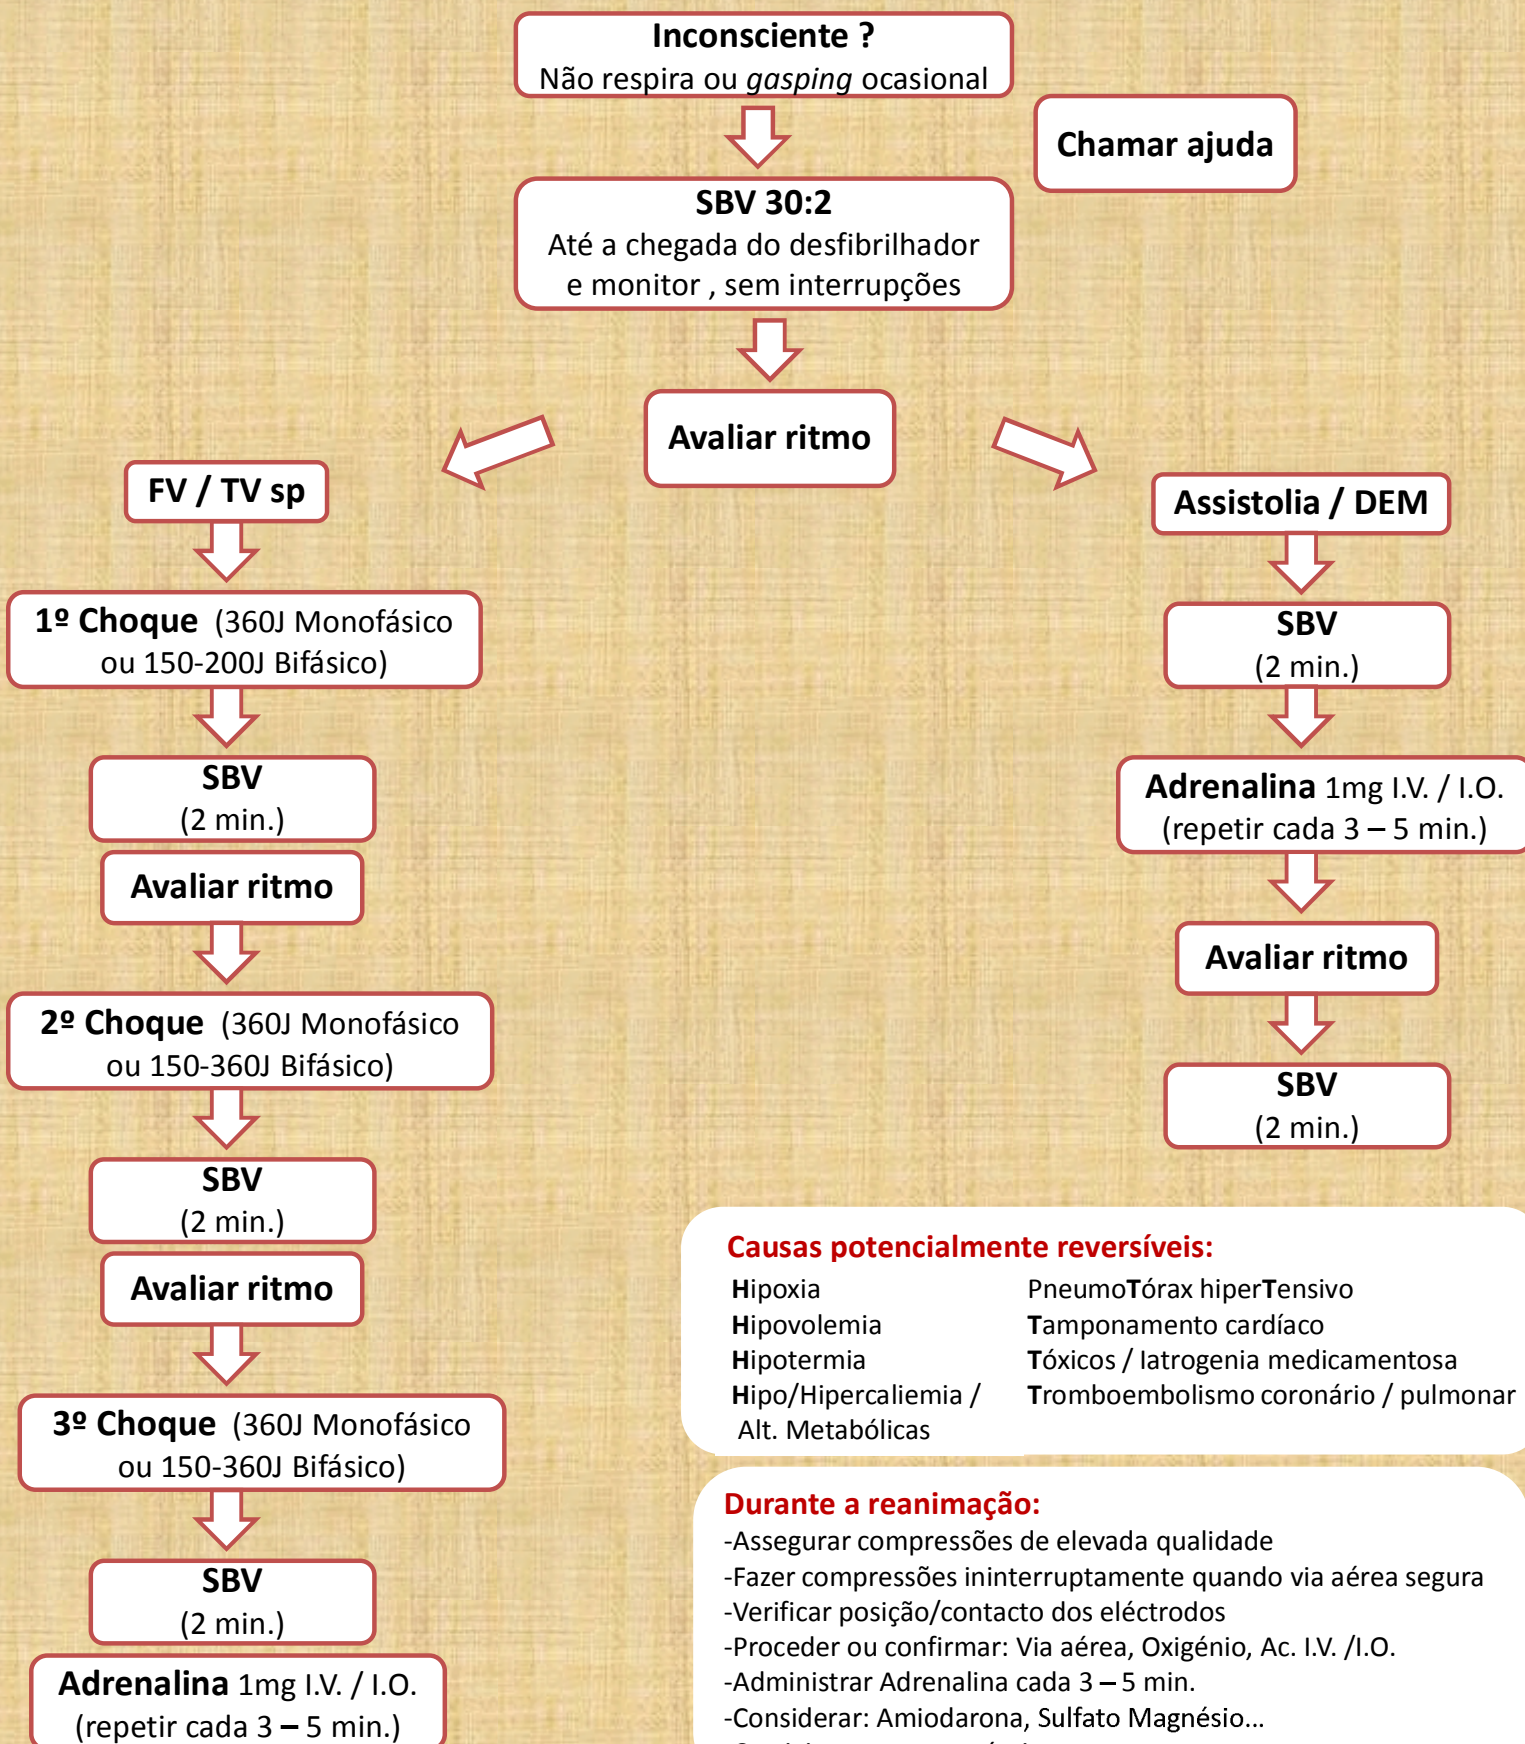 Inconsciente ?
Não respira ou gasping ocasional
Chamar ajuda
SBV 30:2
Até a chegada do desfibrilhador
e monitor , sem interrupções
Avaliar ritmo
FV / TV sp
1º Choque (360J Monofásico
ou 150-200J Bifásico)
SBV
(2 min.)
Avaliar ritmo
2º Choque (360J Monofásico
ou 150-360J Bifásico)
SBV
(2 min.)
Avaliar ritmo
3º Choque (360J Monofásico
ou 150-360J Bifásico)
SBV
(2 min.)
Adrenalina 1mg I.V. / I.O.
(repetir cada 3 – 5 min.)
Assistolia / DEM
SBV
(2 min.)
Adrenalina 1mg I.V. / I.O.
(repetir cada 3 – 5 min.)
Avaliar ritmo
SBV
(2 min.)
Causas potencialmente reversíveis:
Hipoxia
Hipovolemia
Hipotermia
Hipo/Hipercaliemia /
Alt. Metabólicas
PneumoTórax hiperTensivo
Tamponamento cardíaco
Tóxicos / Iatrogenia medicamentosa
Tromboembolismo coronário / pulmonar
Durante a reanimação:
-Assegurar compressões de elevada qualidade
-Fazer compressões ininterruptamente quando via aérea segura
-Verificar posição/contacto dos eléctrodos
-Proceder ou confirmar: Via aérea, Oxigénio, Ac. I.V. /I.O.
-Administrar Adrenalina cada 3 – 5 min.
-Considerar: Amiodarona, Sulfato Magnésio...